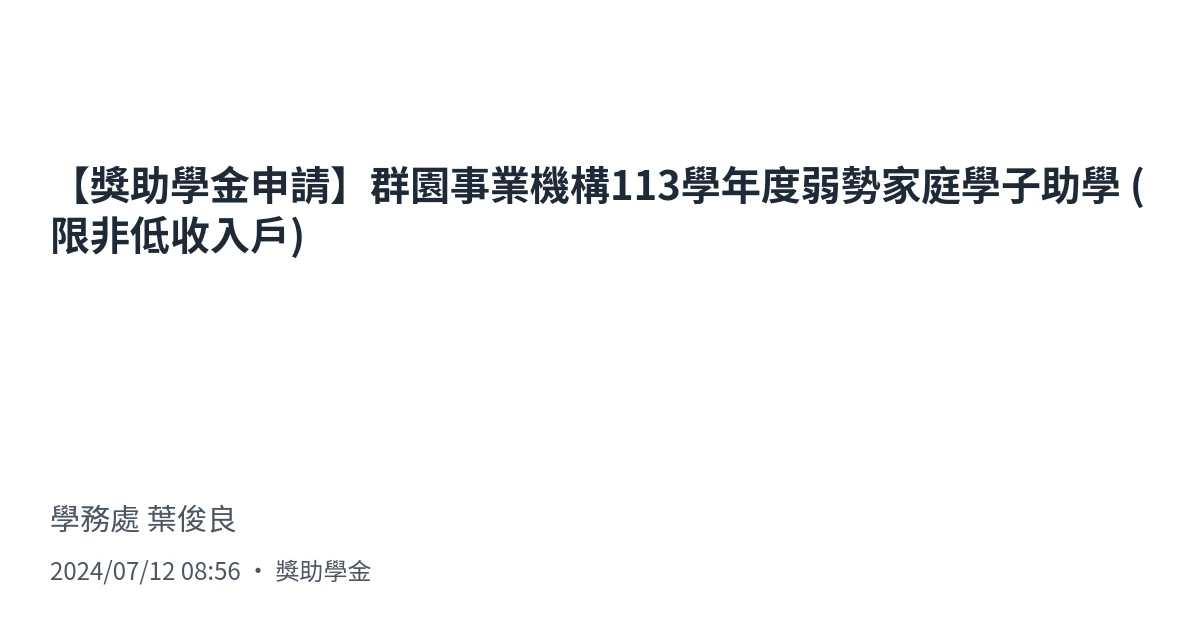 【獎助學金申請】群園事業機構113學年度弱勢家庭學子助學 (
限非低收入戶)
學務處 葉俊良
2024/07/12 08:56 ・ 獎助學金